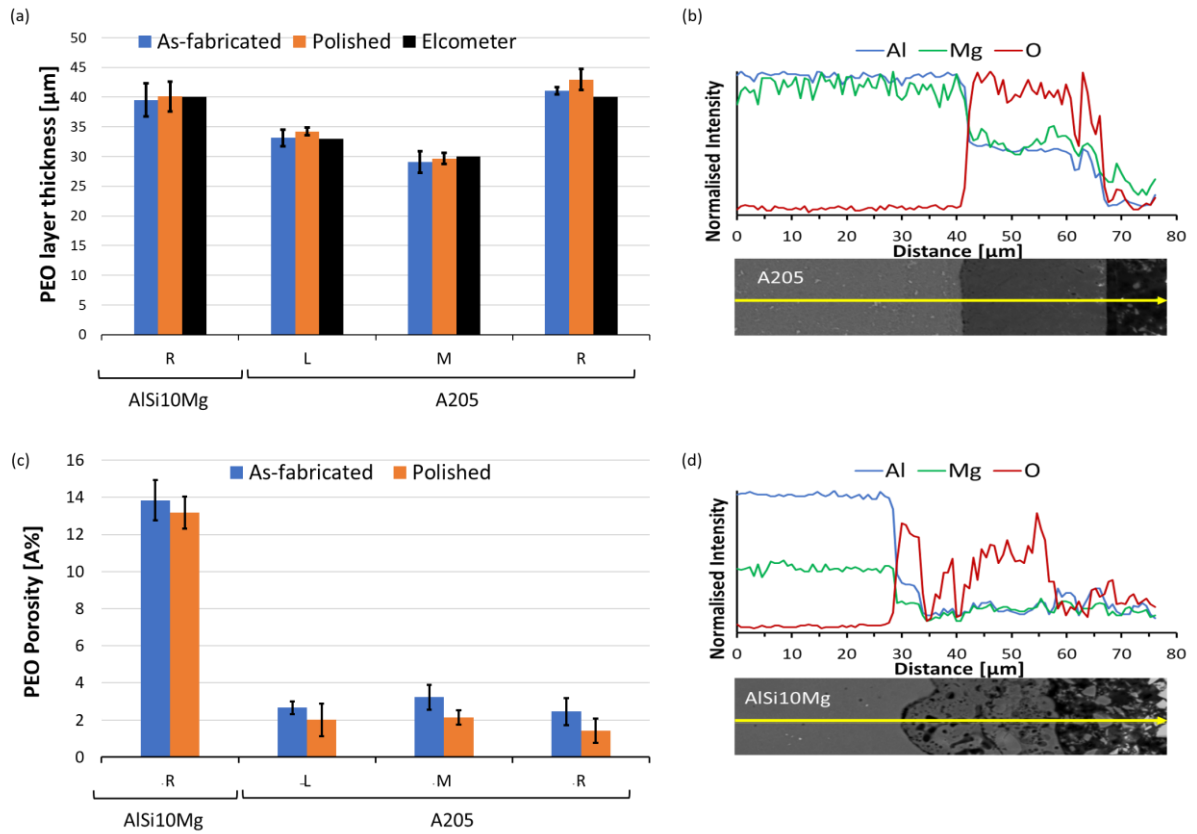 (a)
As-fabricated Polished Elcometer
PEO layer thickness [µm]
50
45
40
35
30
25
20
15
10
5
0
R L M R
AlSi10Mg A205
(b)
Al Mg O
Normalised Intensity
0 10 20 30 40 50 60 70 80
Distance [µm]
A205
(c)
As-fabricated Polished
PEO Porosity [A%]
16
14
12
10
8
6
4
2
0
R L M R
AlSi10Mg A205
(d)
Al Mg O
Normalised Intensity
0 10 20 30 40 50 60 70 80
Distance [µm]
AlSi10Mg